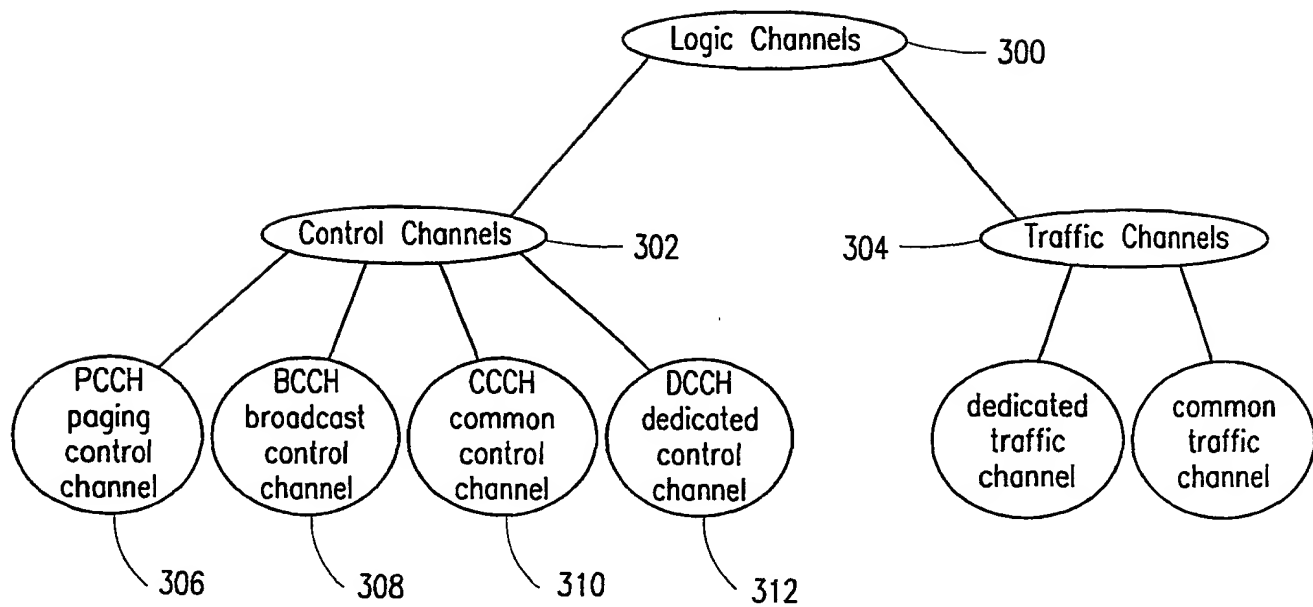 Logic Channels
300
Control Channels
302
304
Traffic Channels
PCCH
paging
control
channel
BCCH
broadcast
control
channel
CCCH
common
control
channel
DCCH
dedicated
control
channel
dedicated
traffic
channel
common
traffic
channel
306
308
310
312